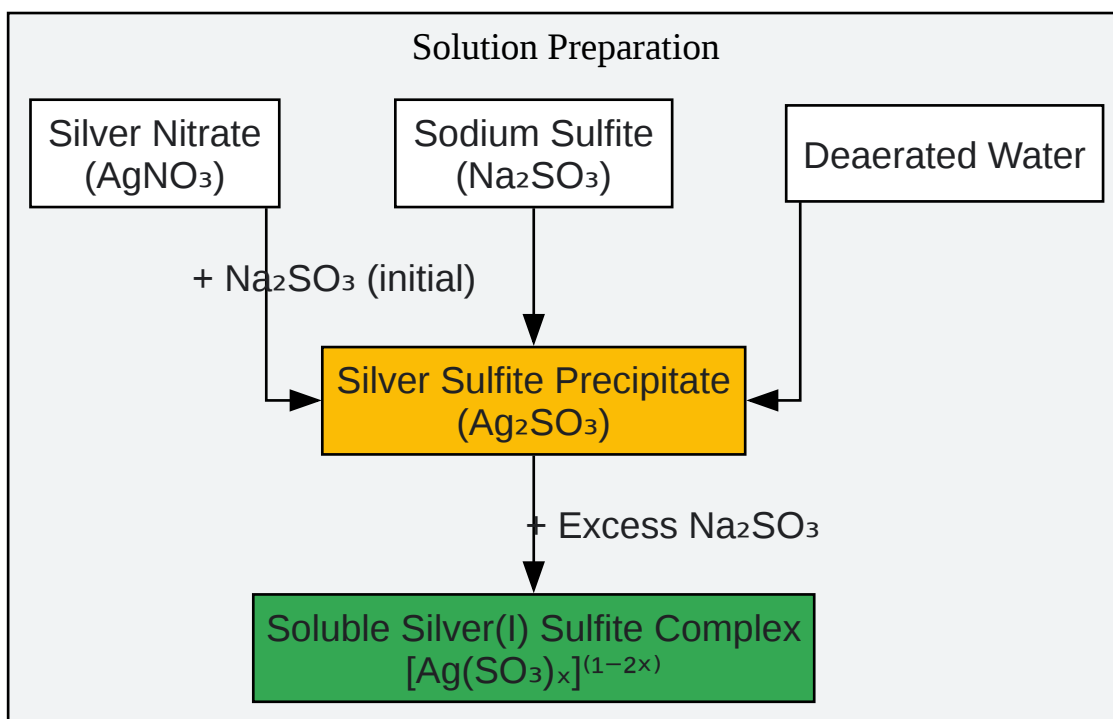 Solution Preparation
Silver Nitrate
(AgNO₃)
Sodium Sulfite
(Na₂SO₃)
Deaerated Water
+ Na₂SO₃ (initial)
Silver Sulfite Precipitate
(Ag₂SO₃)
+ Excess Na₂SO₃
Soluble Silver(I) Sulfite Complex
[Ag(SO₃)ₓ]⁽¹⁻²ˣ⁾